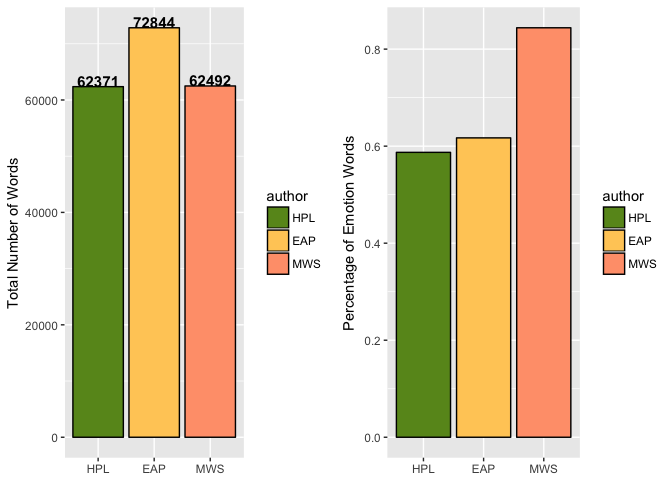 Total Number of Words
60000
40000
20000
0
62371
72844
62492
HPL
EAP
MWS
author
HPL
EAP
MWS
Percentage of Emotion Words
0.8
0.6
0.4
0.2
0.0
HPL
EAP
MWS
author
HPL
EAP
MWS